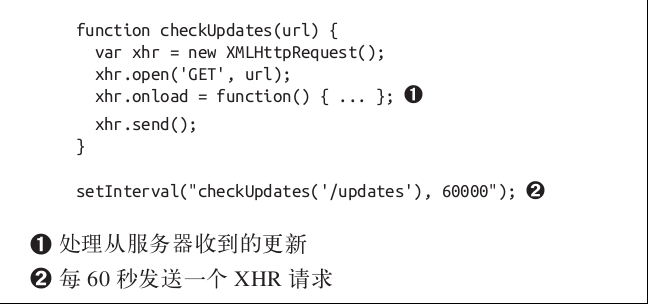 function checkUpdates(url) {
  var xhr = new XMLHttpRequest();
  xhr.open('GET', url);
  xhr.onload = function() { ... }; ❶
  xhr.send();
}
setInterval("checkUpdates('/updates'), 60000"); ❷
❶ 处理从服务器收到的更新
❷ 每 60 秒发送一个 XHR 请求